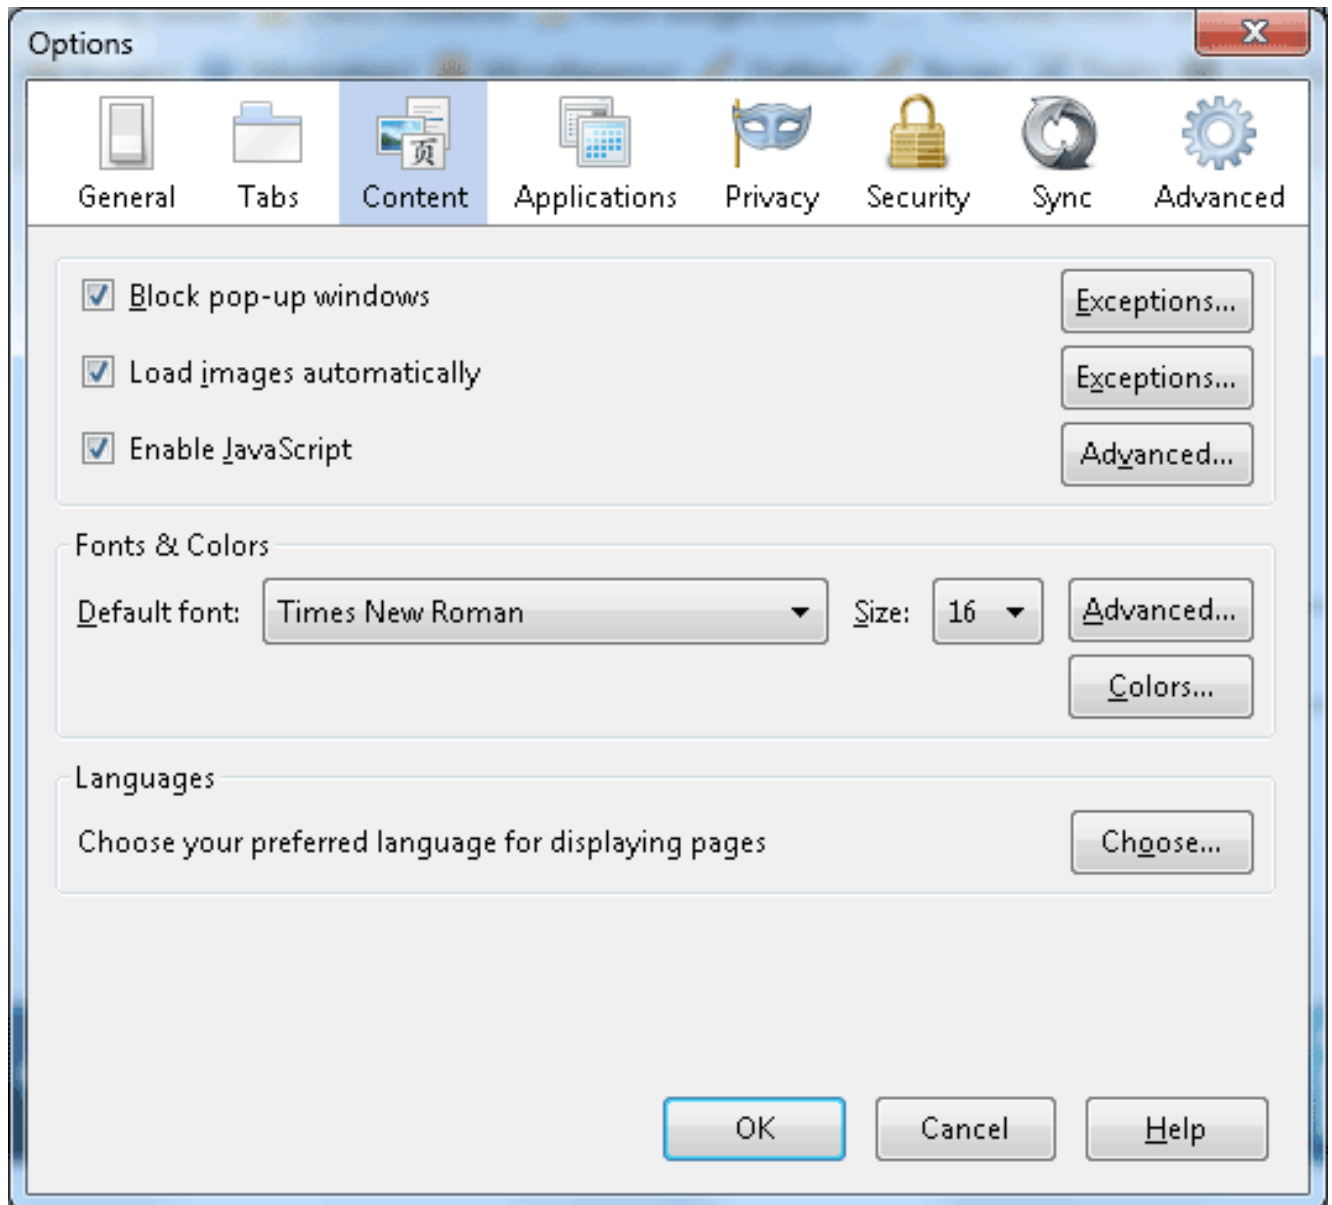 Options
页
General Tabs Content Applications Privacy Security Sync Advanced
Block pop-up windows Exceptions...
Load images automatically Exceptions...
Enable JavaScript Advanced...
Fonts & Colors
Default font: Times New Roman Size: 16 Advanced...
Colors...
Languages
Choose your preferred language for displaying pages Choose...
OK Cancel Help